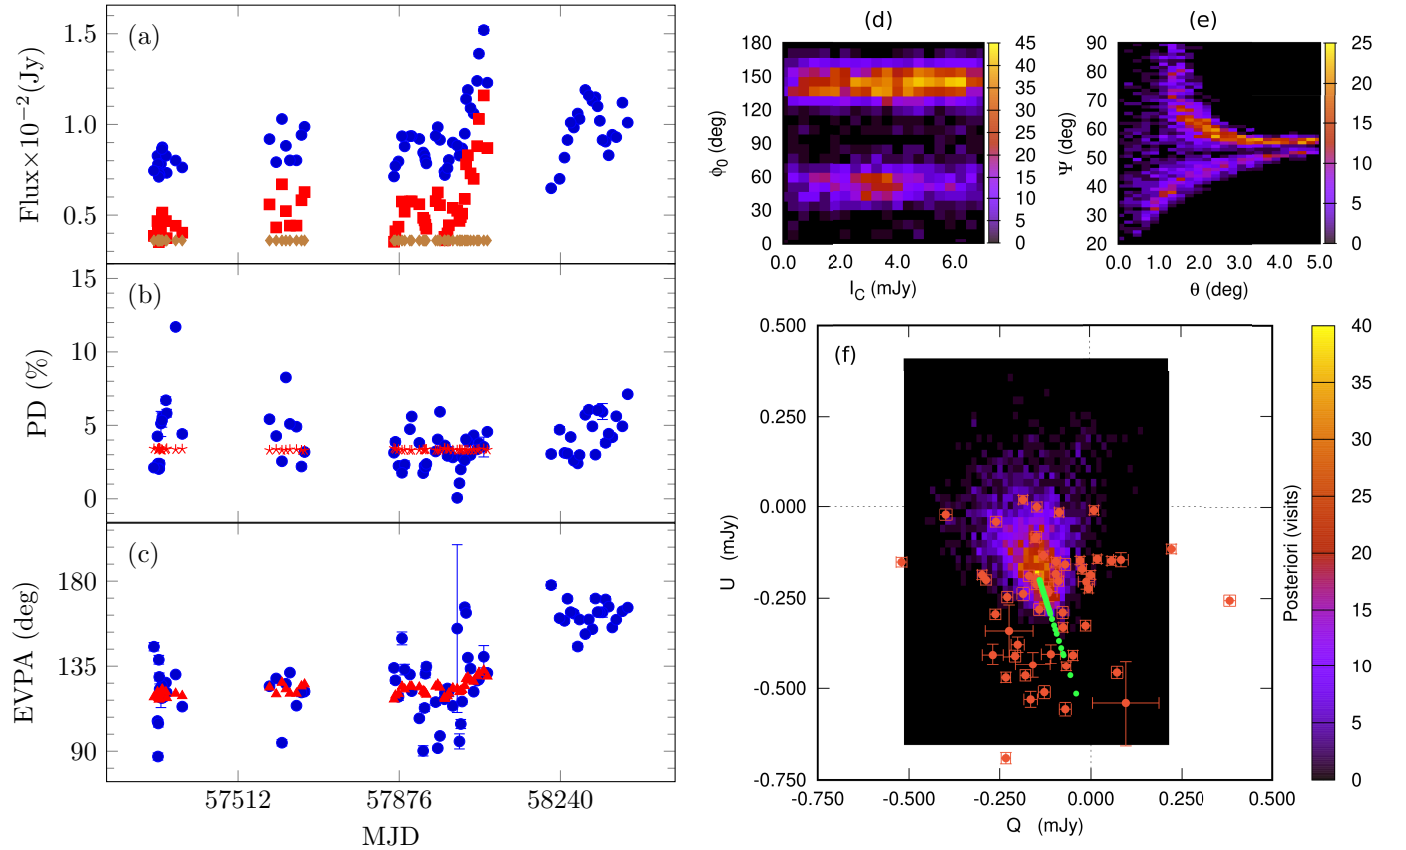 (a)
Flux×10⁻²(Jy)
1.5
1.0
0.5
(b)
PD (%)
15
10
5
0
(c)
EVPA (deg)
180
135
90
57512 57876 58240
MJD
(d)
ϕ₀ (deg)
180
150
120
90
60
30
0
0.0 2.0 4.0 6.0
I_C (mJy)
45
40
35
30
25
20
15
10
5
0
(e)
Ψ (deg)
90
80
70
60
50
40
30
20
0.0 1.0 2.0 3.0 4.0 5.0
θ (deg)
25
20
15
10
5
0
(f)
U (mJy)
0.500
0.250
0.000
-0.250
-0.500
-0.750
-0.750 -0.500 -0.250 0.000 0.250 0.500
Q (mJy)
Posteriori (visits)
40
35
30
25
20
15
10
5
0